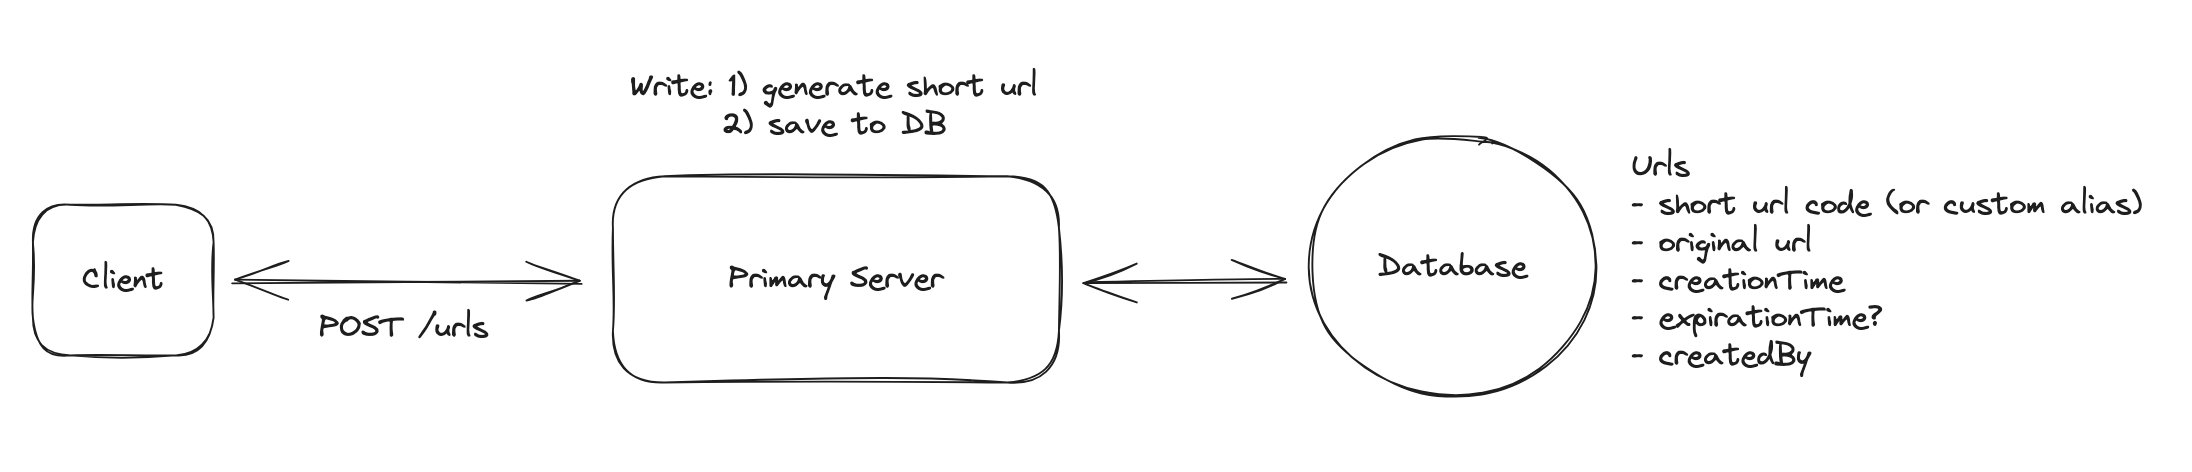 Write: 1) generate short url
2) save to DB
Client
POST /urls
Primary Server
Database
Urls
- short url code (or custom alias)
- original url
- creationTime
- expirationTime?
- createdBy